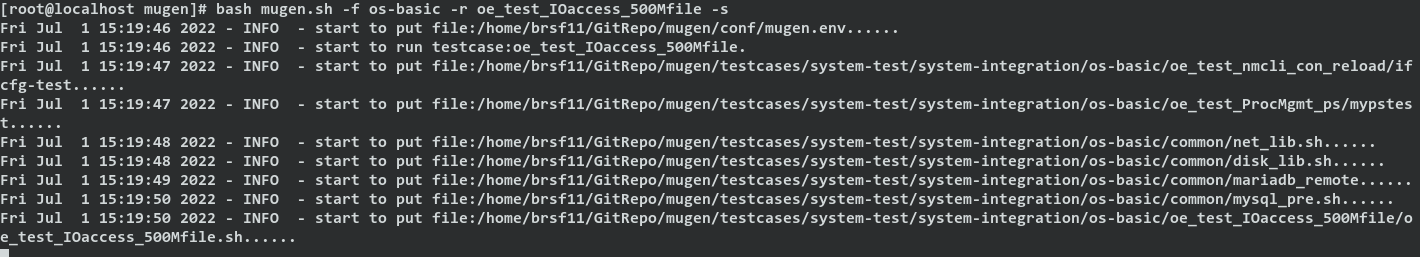 [root@localhost mugen]# bash mugen.sh -f os-basic -r oe_test_IOaccess_500Mfile -s
Fri Jul  1 15:19:46 2022 - INFO  - start to put file:/home/brsf11/GitRepo/mugen/conf/mugen.env......
Fri Jul  1 15:19:46 2022 - INFO  - start to run testcase:oe_test_IOaccess_500Mfile.
Fri Jul  1 15:19:47 2022 - INFO  - start to put file:/home/brsf11/GitRepo/mugen/testcases/system-test/system-integration/os-basic/oe_test_nmcli_con_reload/if
cfg-test......
Fri Jul  1 15:19:47 2022 - INFO  - start to put file:/home/brsf11/GitRepo/mugen/testcases/system-test/system-integration/os-basic/oe_test_ProcMgmt_ps/mypstes
t......
Fri Jul  1 15:19:48 2022 - INFO  - start to put file:/home/brsf11/GitRepo/mugen/testcases/system-test/system-integration/os-basic/common/net_lib.sh......
Fri Jul  1 15:19:48 2022 - INFO  - start to put file:/home/brsf11/GitRepo/mugen/testcases/system-test/system-integration/os-basic/common/disk_lib.sh......
Fri Jul  1 15:19:49 2022 - INFO  - start to put file:/home/brsf11/GitRepo/mugen/testcases/system-test/system-integration/os-basic/common/mariadb_remote......
Fri Jul  1 15:19:50 2022 - INFO  - start to put file:/home/brsf11/GitRepo/mugen/testcases/system-test/system-integration/os-basic/common/mysql_pre.sh......
Fri Jul  1 15:19:50 2022 - INFO  - start to put file:/home/brsf11/GitRepo/mugen/testcases/system-test/system-integration/os-basic/oe_test_IOaccess_500Mfile/o
e_test_IOaccess_500Mfile.sh......